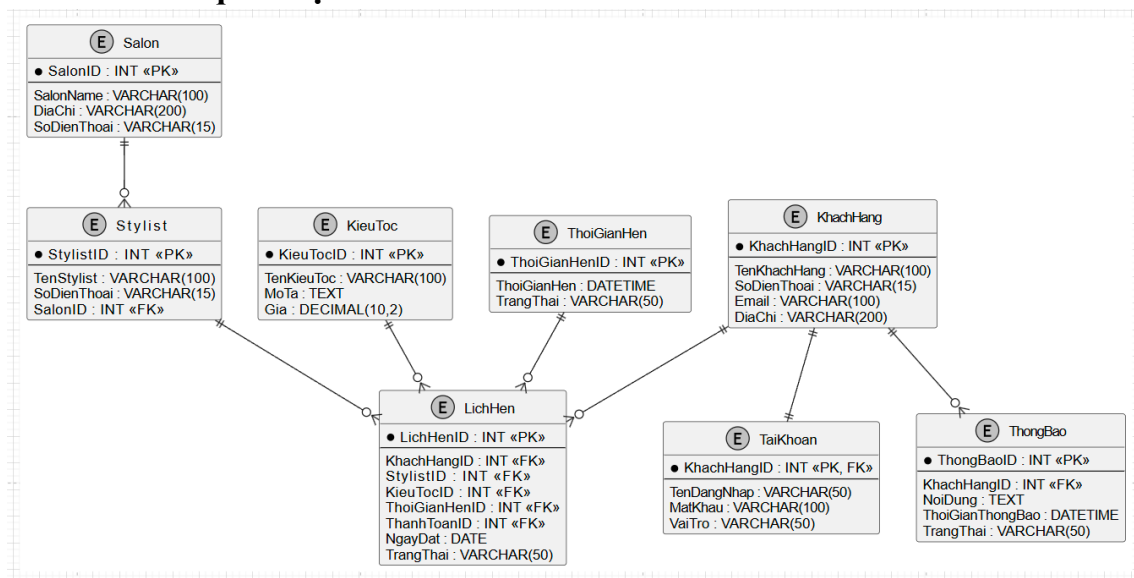 E Salon
● SalonID : INT «PK»
SalonName : VARCHAR(100)
DiaChi : VARCHAR(200)
SoDienThoai : VARCHAR(15)
E Stylist
● StylistID : INT «PK»
TenStylist : VARCHAR(100)
SoDienThoai : VARCHAR(15)
SalonID : INT «FK»
E KieuToc
● KieuTocID : INT «PK»
TenKieuToc : VARCHAR(100)
MoTa : TEXT
Gia : DECIMAL(10,2)
E ThoiGianHen
● ThoiGianHenID : INT «PK»
ThoiGianHen : DATETIME
TrangThai : VARCHAR(50)
E KhachHang
● KhachHangID : INT «PK»
TenKhachHang : VARCHAR(100)
SoDienThoai : VARCHAR(15)
Email : VARCHAR(100)
DiaChi : VARCHAR(200)
E LichHen
● LichHenID : INT «PK»
KhachHangID : INT «FK»
StylistID : INT «FK»
KieuTocID : INT «FK»
ThoiGianHenID : INT «FK»
ThanhToanID : INT «FK»
NgayDat : DATE
TrangThai : VARCHAR(50)
E TaiKhoan
● KhachHangID : INT «PK, FK»
TenDangNhap : VARCHAR(50)
MatKhau : VARCHAR(100)
VaiTro : VARCHAR(50)
E ThongBao
● ThongBaoID : INT «PK»
KhachHangID : INT «FK»
NoiDung : TEXT
ThoiGianThongBao : DATETIME
TrangThai : VARCHAR(50)